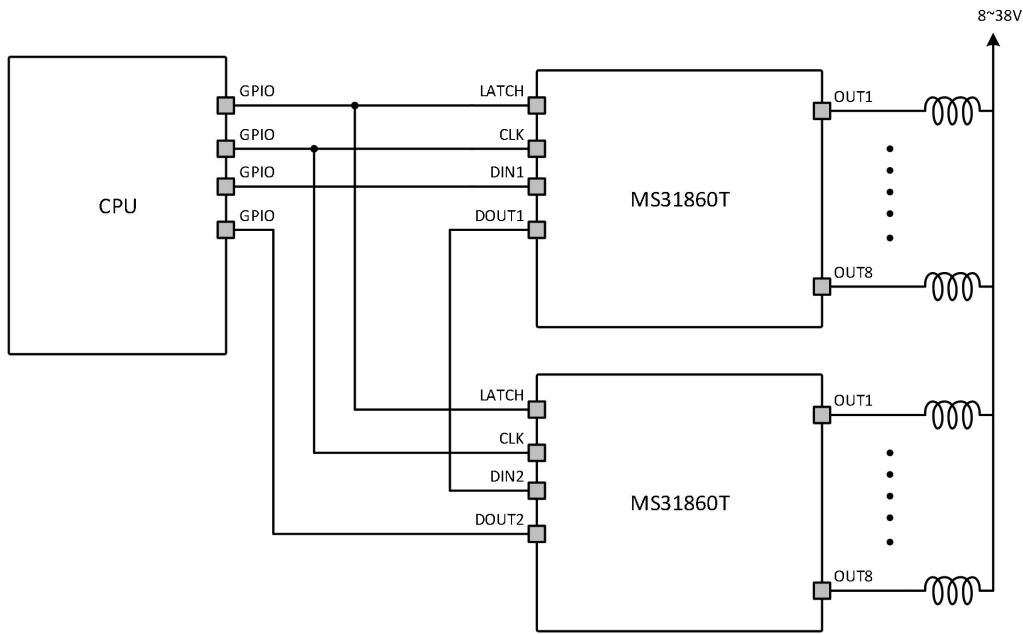 8~38V
CPU
GPIO
GPIO
GPIO
GPIO
LATCH
CLK
DIN1
DOUT1
MS31860T
OUT1
OUT8
LATCH
CLK
DIN2
DOUT2
MS31860T
OUT1
OUT8